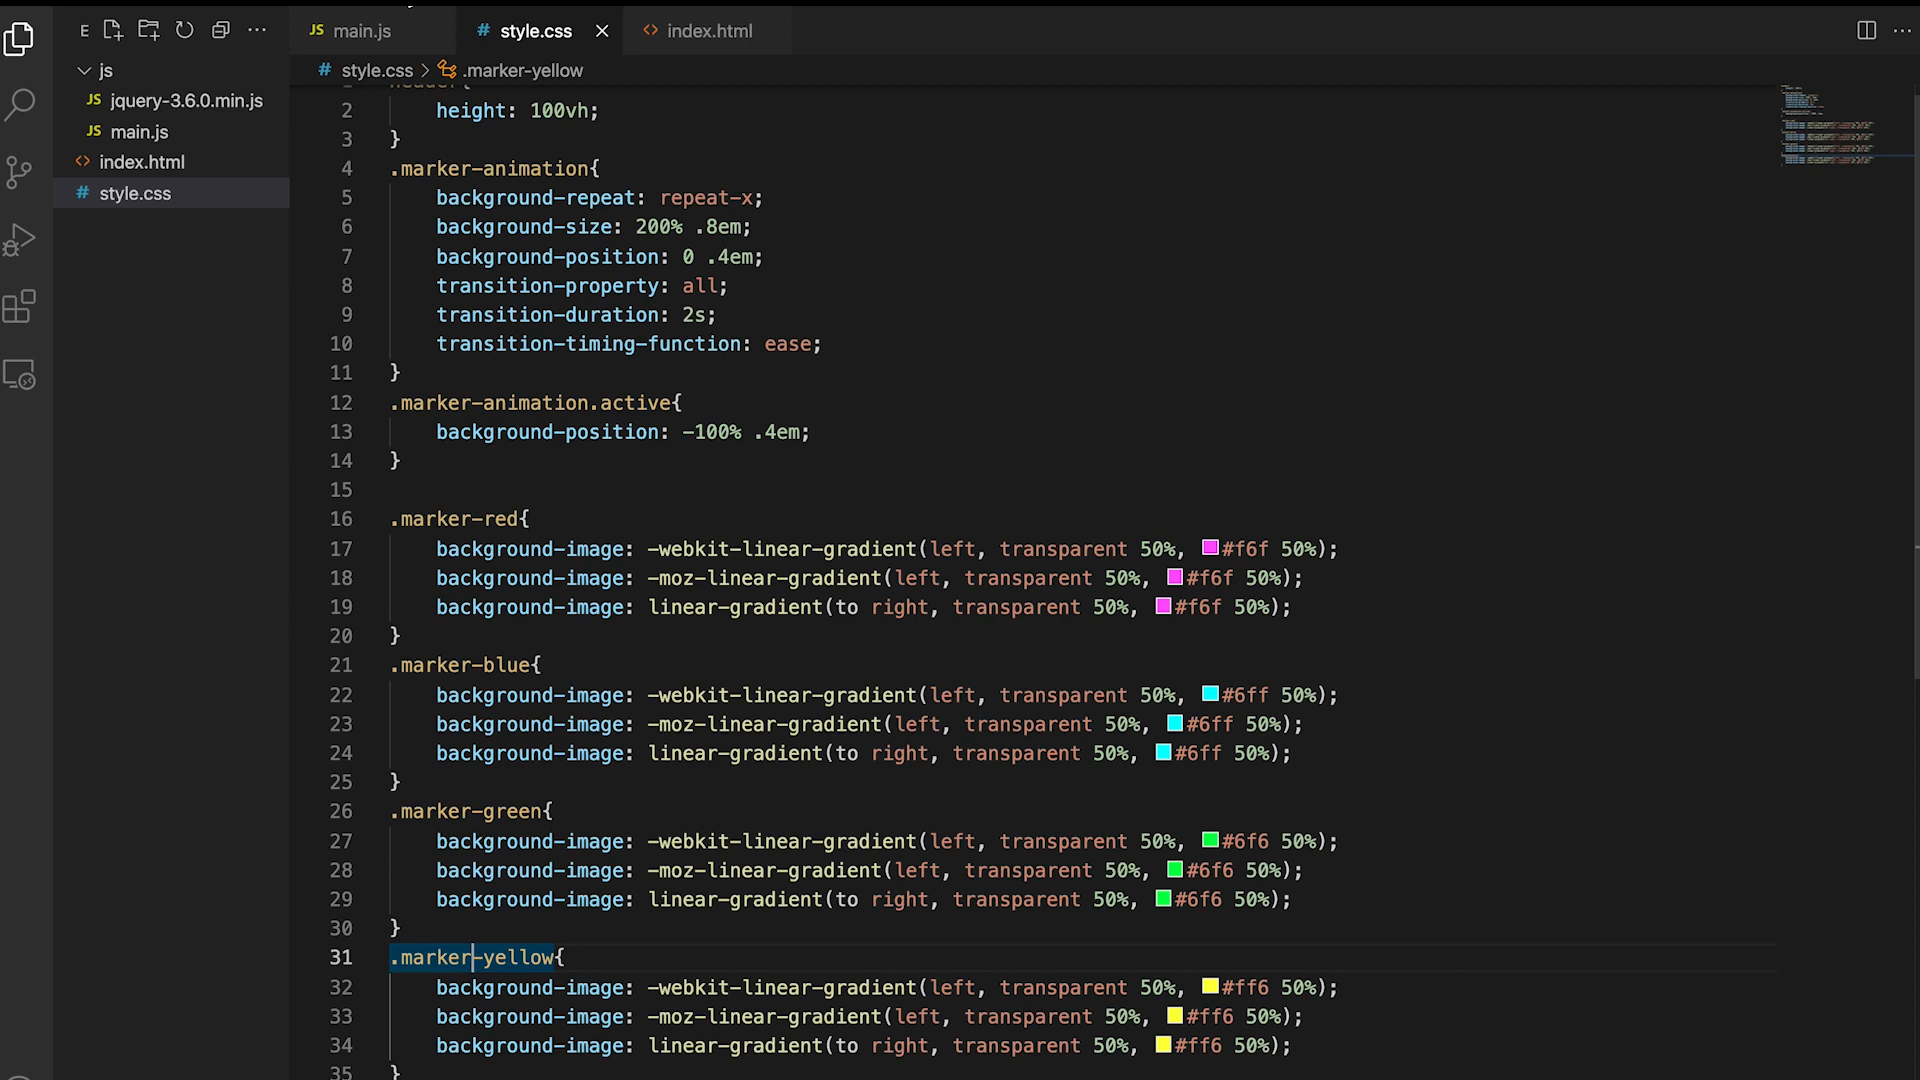 E
JS main.js
# style.css
<> index.html
js
JS jquery-3.6.0.min.js
JS main.js
<> index.html
# style.css
# style.css > .marker-yellow
1 header{
2 height: 100vh;
3 }
4 .marker-animation{
5 background-repeat: repeat-x;
6 background-size: 200% .8em;
7 background-position: 0 .4em;
8 transition-property: all;
9 transition-duration: 2s;
10 transition-timing-function: ease;
11 }
12 .marker-animation.active{
13 background-position: -100% .4em;
14 }
15
16 .marker-red{
17 background-image: -webkit-linear-gradient(left, transparent 50%, #f6f 50%);
18 background-image: -moz-linear-gradient(left, transparent 50%, #f6f 50%);
19 background-image: linear-gradient(to right, transparent 50%, #f6f 50%);
20 }
21 .marker-blue{
22 background-image: -webkit-linear-gradient(left, transparent 50%, #6ff 50%);
23 background-image: -moz-linear-gradient(left, transparent 50%, #6ff 50%);
24 background-image: linear-gradient(to right, transparent 50%, #6ff 50%);
25 }
26 .marker-green{
27 background-image: -webkit-linear-gradient(left, transparent 50%, #6f6 50%);
28 background-image: -moz-linear-gradient(left, transparent 50%, #6f6 50%);
29 background-image: linear-gradient(to right, transparent 50%, #6f6 50%);
30 }
31 .marker-yellow{
32 background-image: -webkit-linear-gradient(left, transparent 50%, #ff6 50%);
33 background-image: -moz-linear-gradient(left, transparent 50%, #ff6 50%);
34 background-image: linear-gradient(to right, transparent 50%, #ff6 50%);
35 }